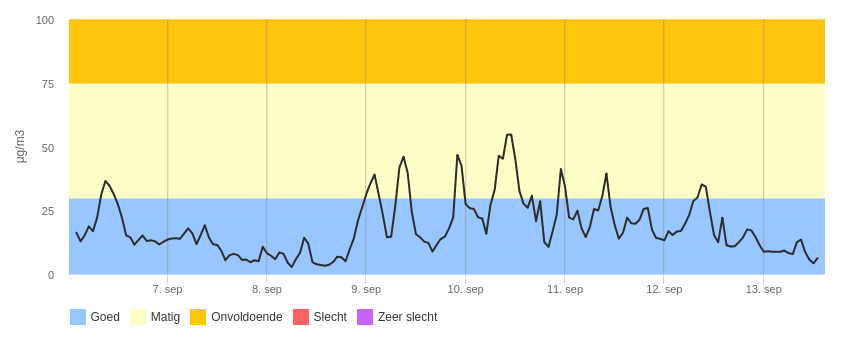 100
75
μg/m3
50
25
0
7. sep 8. sep 9. sep 10. sep 11. sep 12. sep 13. sep
Goed Matig Onvoldoende Slecht Zeer slecht